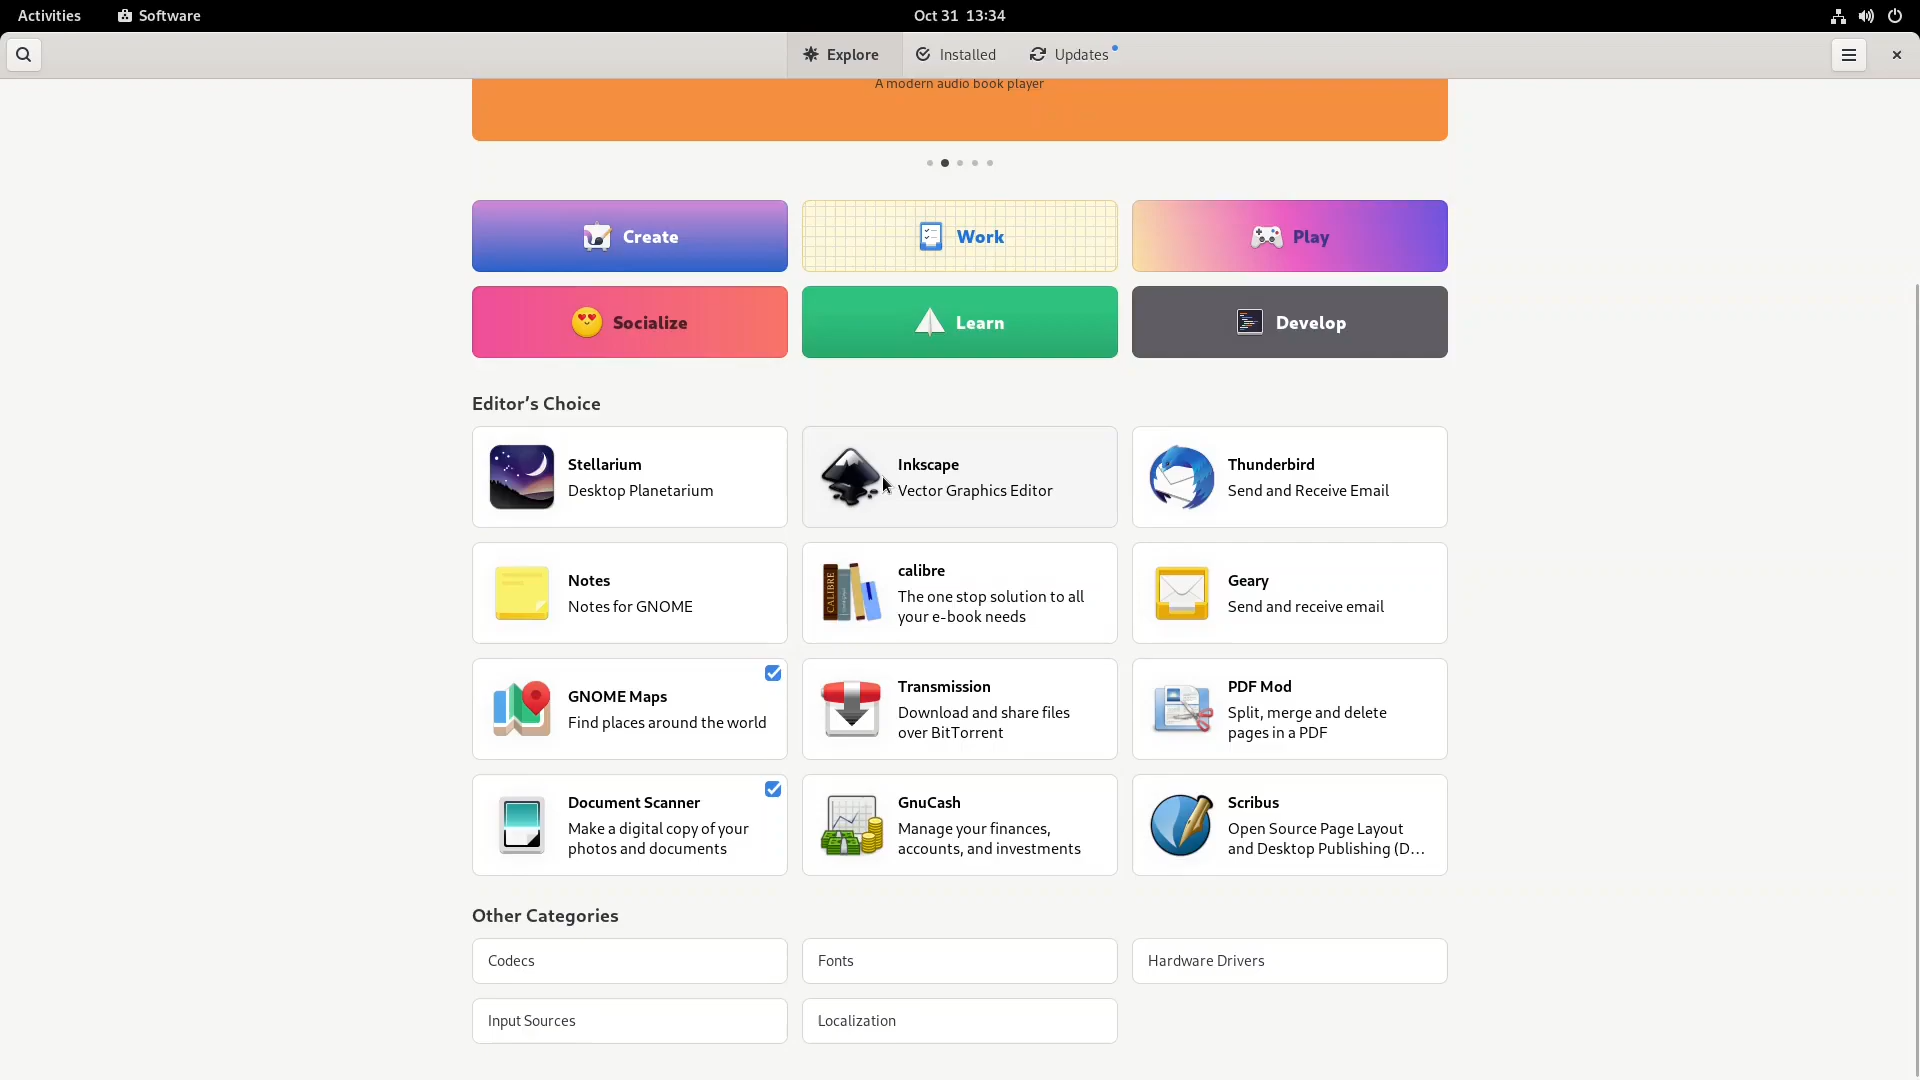 Activities
Software
Oct 31 13:34
Explore
Installed
Updates
A modern audio book player
Create
Work
Play
Socialize
Learn
Develop
Editor’s Choice
Stellarium
Desktop Planetarium
Inkscape
Vector Graphics Editor
Thunderbird
Send and Receive Email
Notes
Notes for GNOME
CALIBRE
calibre
The one stop solution to all
your e-book needs
Geary
Send and receive email
GNOME Maps
Find places around the world
Transmission
Download and share files
over BitTorrent
PDF Mod
Split, merge and delete
pages in a PDF
Document Scanner
Make a digital copy of your
photos and documents
GnuCash
Manage your finances,
accounts, and investments
Scribus
Open Source Page Layout
and Desktop Publishing (D…
Other Categories
Codecs
Fonts
Hardware Drivers
Input Sources
Localization